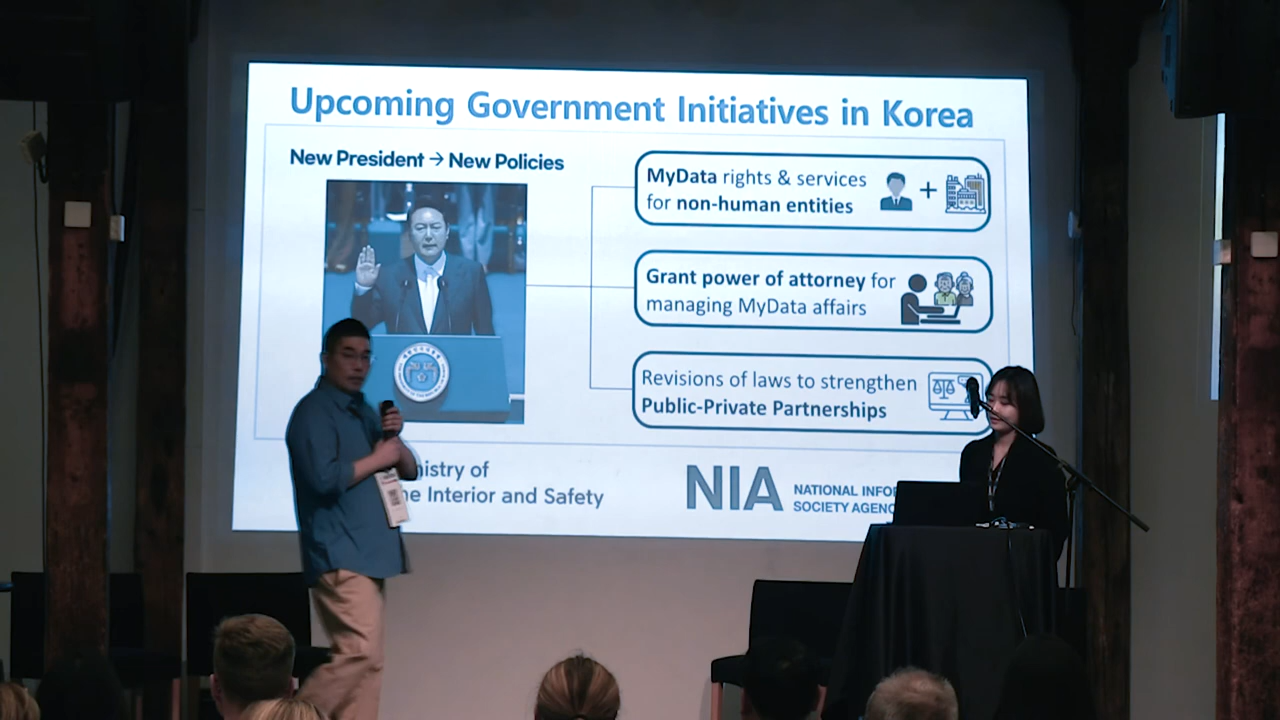 Upcoming Government Initiatives in Korea
New President → New Policies
MyData rights & services
for non-human entities
Grant power of attorney for
managing MyData affairs
Revisions of laws to strengthen
Public-Private Partnerships
nistry of
he Interior and Safety
NIA
NATIONAL INFO
SOCIETY AGENC